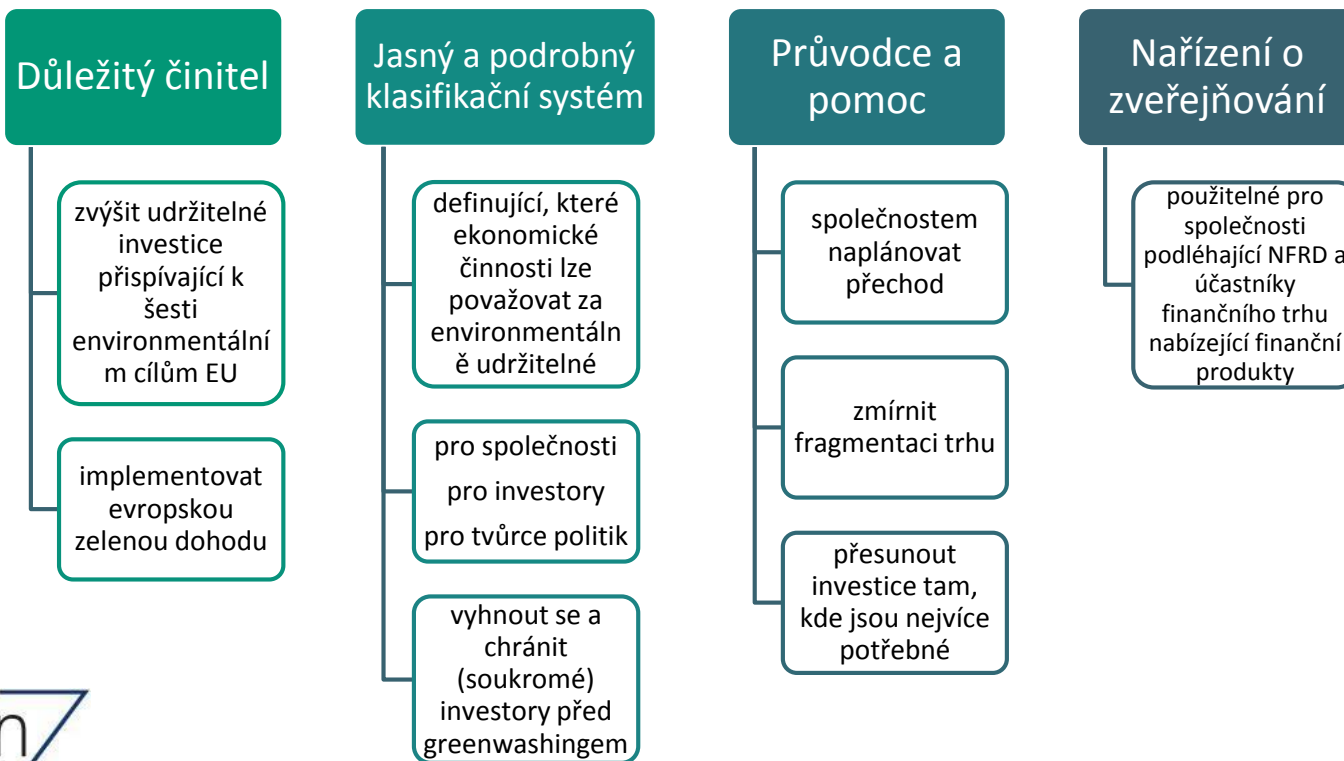 Důležitý činitel
zvýšit udržitelné
investice
přispívající k
šesti
environmentální
m cílům EU
implementovat
evropskou
zelenou dohodu
Jasný a podrobný
klasifikační systém
definující, které
ekonomické
činnosti lze
považovat za
environmentáln
ě udržitelné
pro společnosti
pro investory
pro tvůrce politik
vyhnout se a
chránit
(soukromé)
investory před
greenwashingem
Průvodce a
pomoc
společnostem
naplánovat
přechod
zmírnit
fragmentaci trhu
přesunout
investice tam,
kde jsou nejvíce
potřebné
Nařízení o
zveřejňování
použitelné pro
společnosti
podléhající NFRD a
účastníky
finančního trhu
nabízející finanční
produkty
n